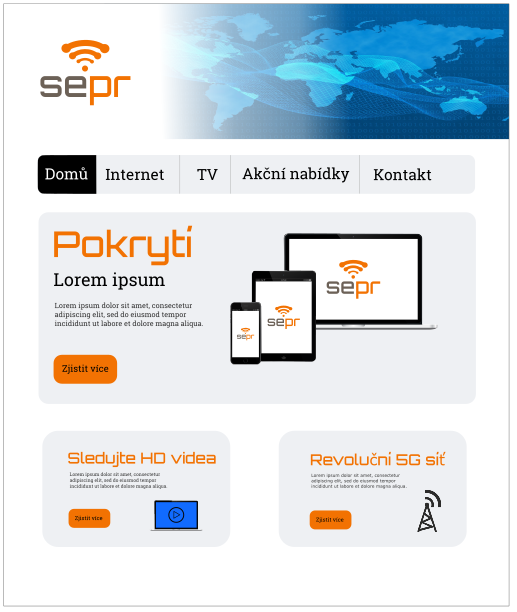 sepr
Domů Internet TV Akční nabídky Kontakt
Pokrytí
Lorem ipsum
Lorem ipsum dolor sit amet, consectetur
adipiscing elit, sed do eiusmod tempor
incididunt ut labore et dolore magna aliqua.
Zjistit více
sepr
sepr
sepr
Sledujte HD videa
Lorem ipsum dolor sit amet, consectetur
adipiscing elit, sed do eiusmod tempor
incididunt ut labore et dolore magna aliqua.
Zjistit více
Revoluční 5G síť
Lorem ipsum dolor sit amet, consectetur
adipiscing elit, sed do eiusmod tempor
incididunt ut labore et dolore magna aliqua.
Zjistit více